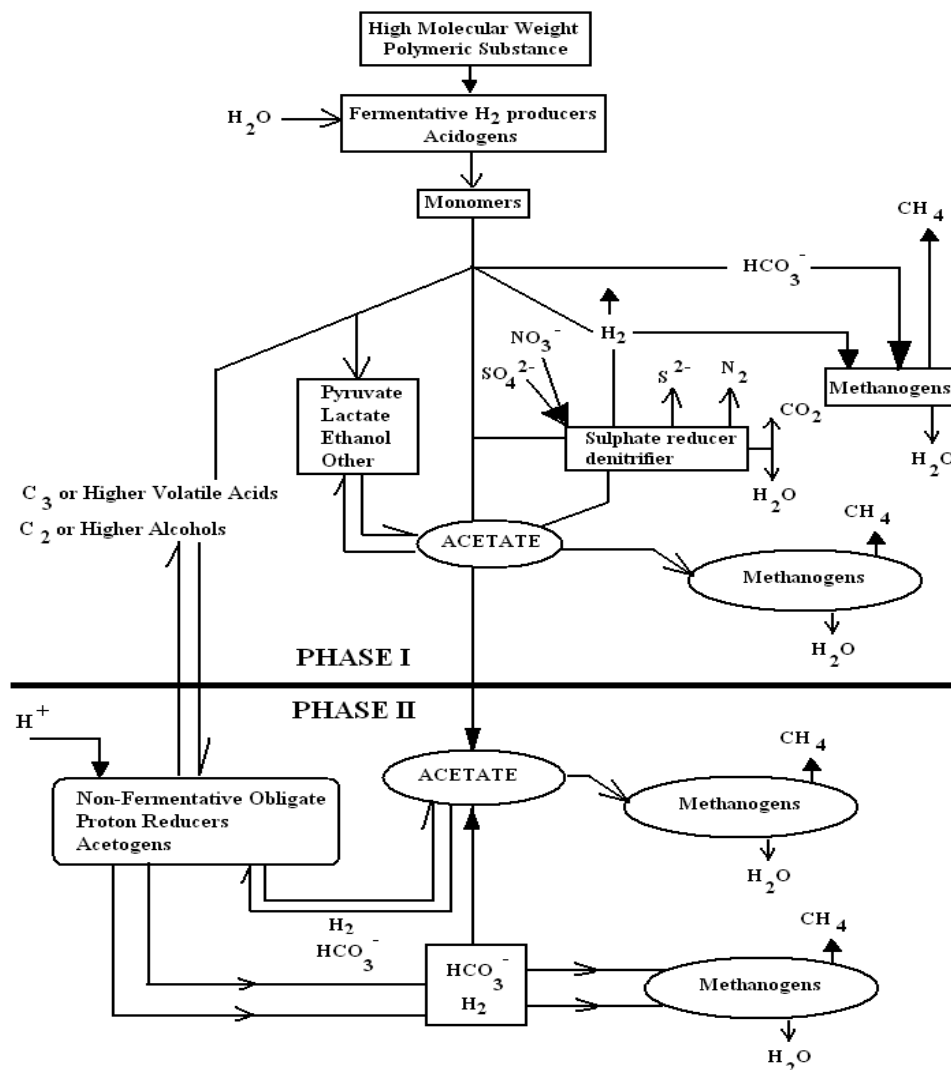 High Molecular Weight
Polymeric Substance
H₂O
Fermentative H₂ producers
Acidogens
Monomers
CH₄
HCO₃⁻
H₂
NO₃⁻
SO₄²⁻
S²⁻
N₂
Methanogens
CO₂
Pyruvate
Lactate
Ethanol
Other
Sulphate reducer
denitrifier
H₂O
H₂O
C₃ or Higher Volatile Acids
C₂ or Higher Alcohols
CH₄
ACETATE
Methanogens
H₂O
PHASE I
PHASE II
H⁺
CH₄
ACETATE
Non-Fermentative Obligate
Proton Reducers
Acetogens
Methanogens
H₂O
H₂
HCO₃⁻
CH₄
HCO₃⁻
H₂
Methanogens
H₂O